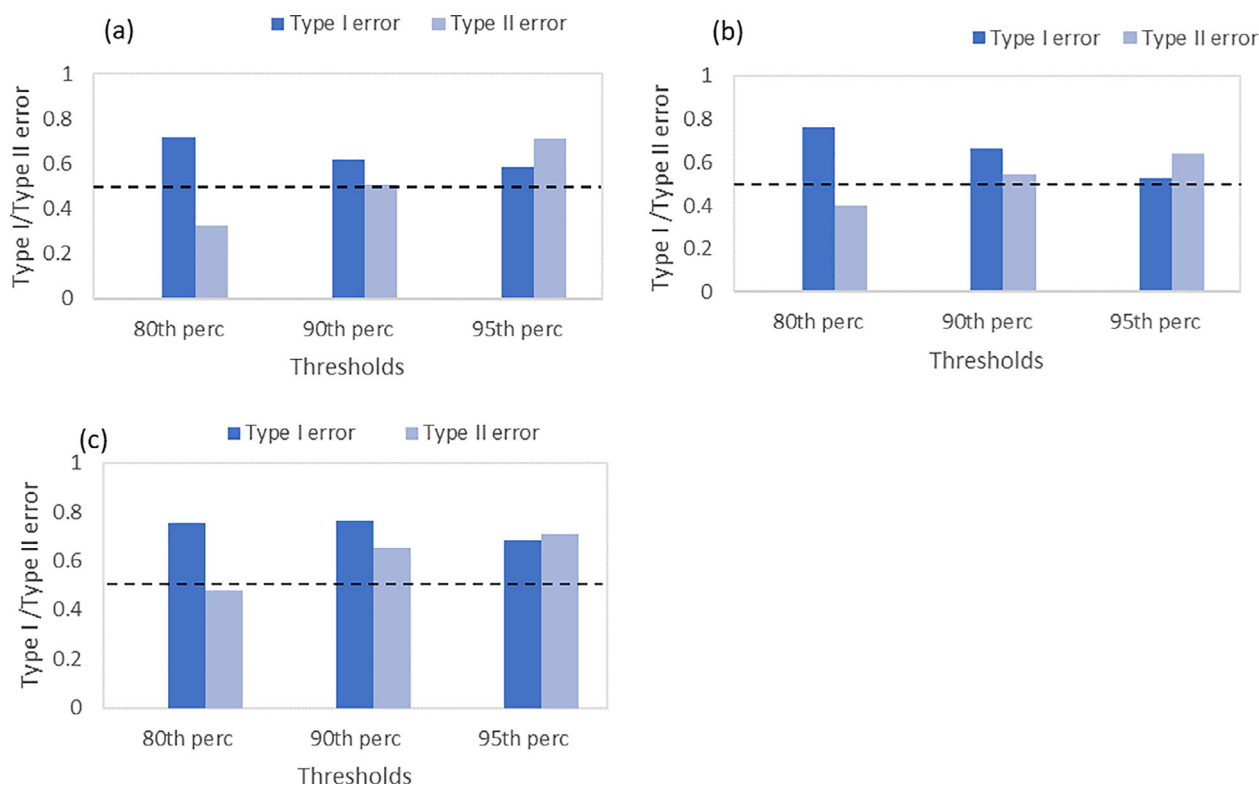 (a)
Type I error Type II error
Type I/Type II error
1
0.8
0.6
0.4
0.2
0
80th perc 90th perc 95th perc
Thresholds
(b)
Type I error Type II error
Type I /Type II error
1
0.8
0.6
0.4
0.2
0
80th perc 90th perc 95th perc
Thresholds
(c)
Type I error Type II error
Type I /Type II error
1
0.8
0.6
0.4
0.2
0
80th perc 90th perc 95th perc
Thresholds